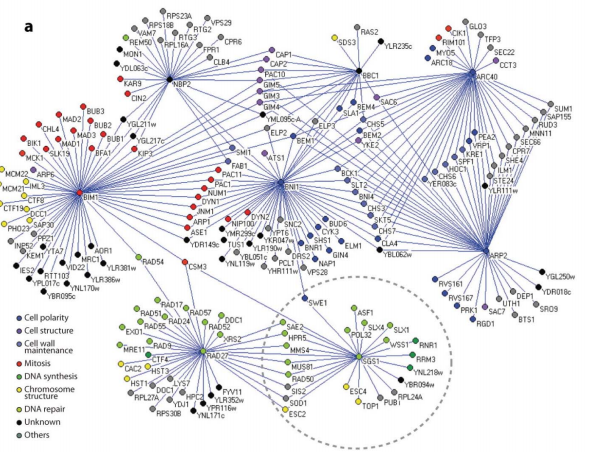 a
RPS23A
VPS29
RPS18B
RTG2
VAM7
RTG3
REM50
RPL16A
CPR6
MON1
FPR1
CLB4
YDL063c
KAR9
NBP2
CIN2
CAP1
CAP2
PAC10
GIM5
GIM3
GIM4
YML095c-A
ELP2
ELP3
BEM1
ATS1
RAS2
SDS3
YLR235c
BBC1
SAC6
BEM4
SLA1
CHS5
BEM2
YKE2
GLO3
CIK1
TFP3
RIM101
MYO5
SEC22
ARC18
CCT3
ARC40
SUM1
SAP155
RUD3
MNN11
SEC66
CPR7
SHE4
ILM1
STE24
YLR111w
PEA2
VRP1
KRE1
SPF1
HOC1
CHS6
YER083c
BUB3
MAD2
BUB2
CHL4
MAD3
BUB1
BIK1
MAD1
SLK19
BFA1
MCK1
YGL211w
YGL217c
KIP3
MCM22
ARP6
MCM21
IML3
CTF8
CTF19
DCC1
BIM1
PHO23
SAP30
PPZ1
INP52
YTA7
KEM1
AOR1
MRC1
IES2
VID22
YLR381w
RTT103
YLR386w
YPL017c
YNL170w
YBR095c
SMI1
FAB1
PAC11
PAC1
NUM1
DYN1
JNM1
ARP1
ASE1
YDR149c
DYN2
NIP100
YMR299c
TUS1
YLR190w
YNL119w
YBL051c
YPT6
YKR047w
SNC2
DRS2
PCL1
YHR111w
VPS28
BNI1
BUD6
CYK3
SHS1
BNR1
ELM1
GIN4
NAP1
SWE1
BCK1
SLT2
BNI4
CHS3
SKT5
CHS7
CLA4
YBL062w
ARP2
YGL250w
YDR018c
RVS161
RVS167
PRK1
RGD1
SAC7
UTH1
DEP1
SRO9
BTS1
RAD54
CSM3
RAD17
RAD51
RAD57
RAD55
RAD24
DDC1
EXO1
RAD52
RAD9
XRS2
MRE11
CTF4
RAD27
CAC2
HST3
HST1
LYS7
DOC1
RPL27A
YDJ1
HPC2
FYV11
YLR352w
RPS30B
YPR116w
YNL171c
SAE2
HPR5
MMS4
MUS81
RAD50
SIS2
SOD1
ESC2
ASF1
SLX4
SLX1
POL32
WSS1
RNR1
SGS1
RRM3
YNL218w
YBR094w
ESC4
RPL24A
TOP1
PUB1
Cell polarity
Cell structure
Cell wall
maintenance
Mitosis
DNA synthesis
Chromosome
structure
DNA repair
Unknown
Others